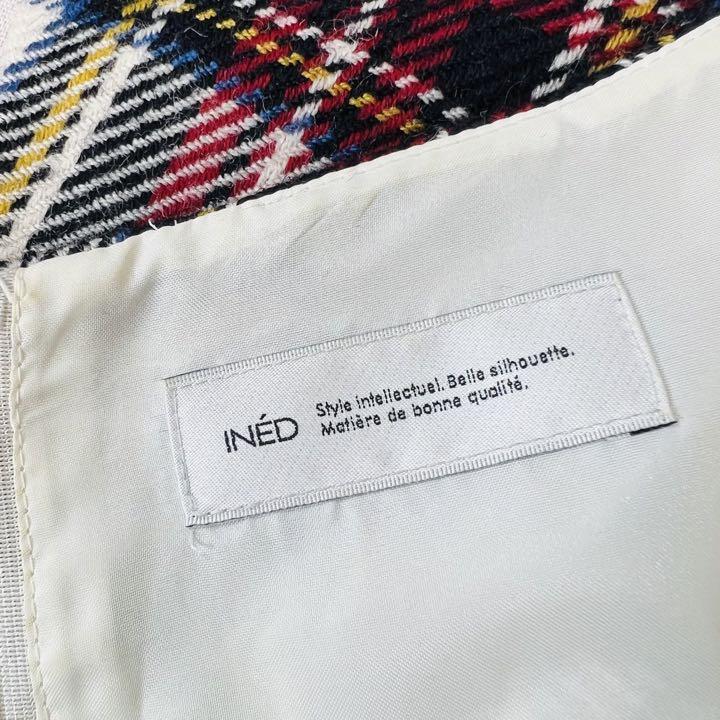 INÉD
Style intellectuel. Belle silhouette.
Matière de bonne qualité.